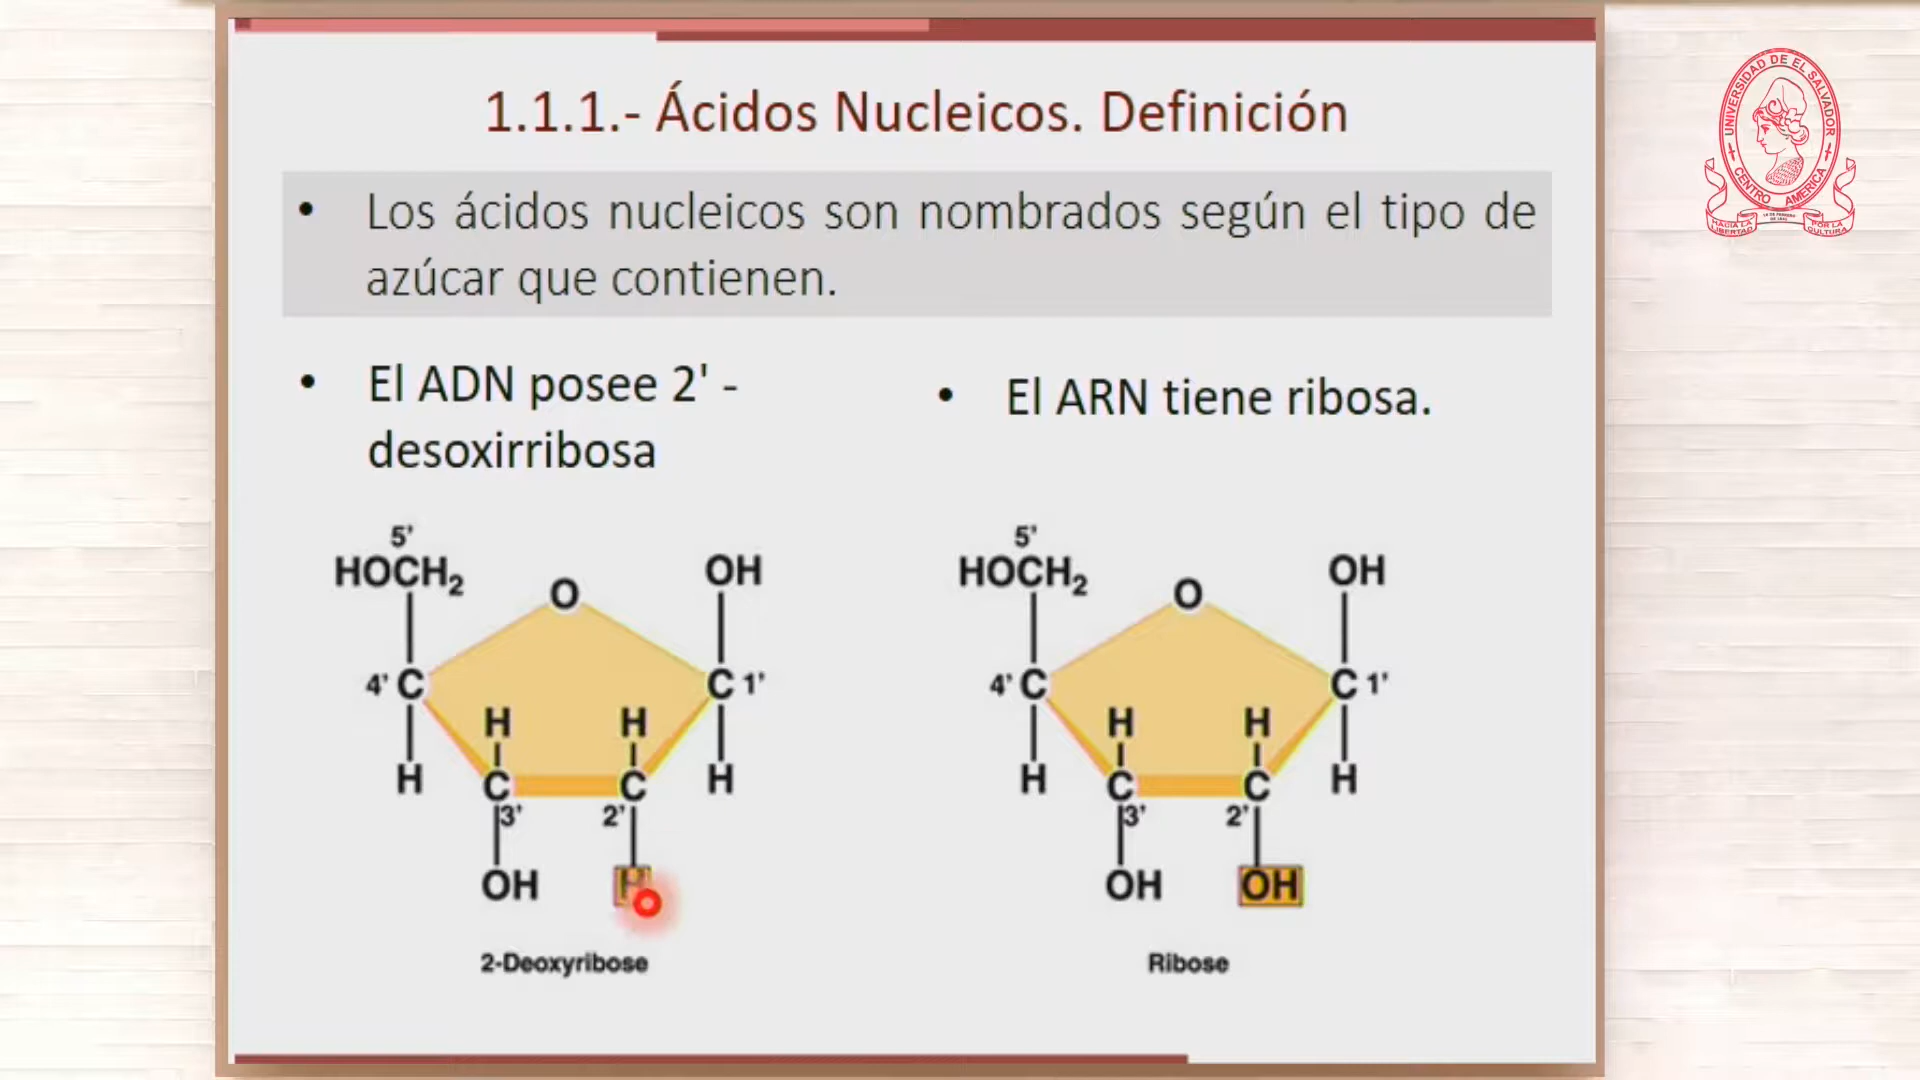 1.1.1.- Ácidos Nucleicos. Definición
• Los ácidos nucleicos son nombrados según el tipo de
azúcar que contienen.
• El ADN posee 2' -
desoxirribosa
• El ARN tiene ribosa.
5'
HOCH₂
O
OH
4' C
C 1'
H
H
H
C
C
H
3'
2'
OH
H
2-Deoxyribose
5'
HOCH₂
O
OH
4' C
C 1'
H
H
H
C
C
H
3'
2'
OH
OH
Ribose
UNIVERSIDAD DE EL SALVADOR
CENTRO AMERICA
HACIA LA
LIBERTAD
POR LA
CULTURA